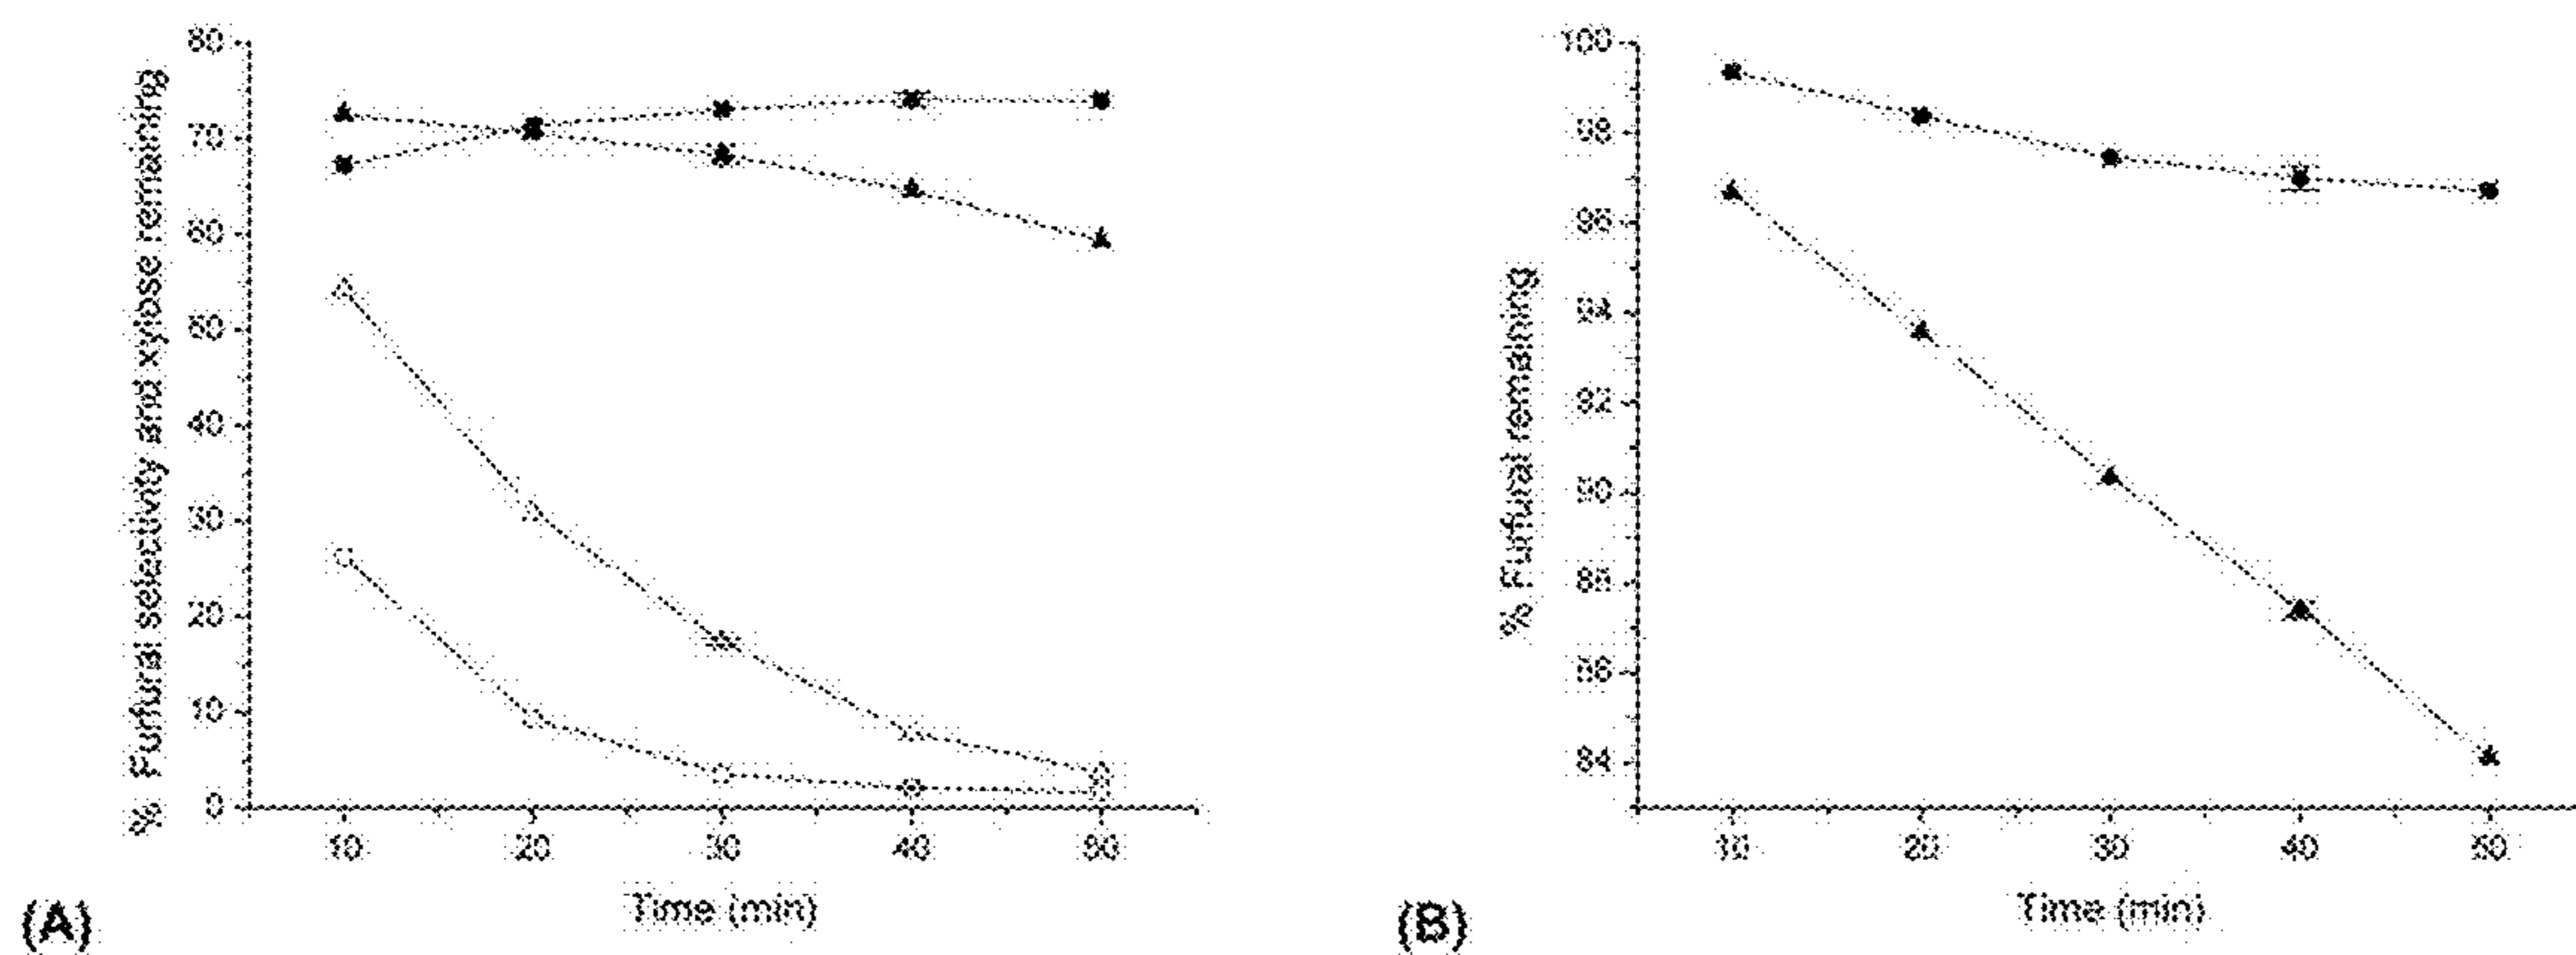 80
70
60
50
40
30
20
10
0
% Furfural selectivity and xylose remaining
10 20 30 40 50
Time (min)
(A)
100
98
96
94
92
90
88
86
84
% Furfural remaining
10 20 30 40 50
Time (min)
(B)